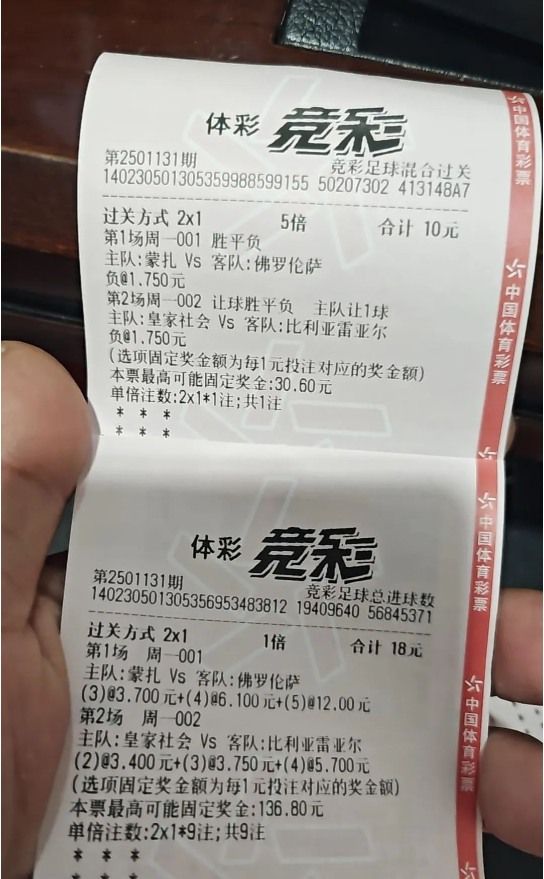 体彩 竞彩
第2501131期 竞彩足球混合过关
140230501305359988599155 50207302 413148A7
过关方式 2x1 5倍 合计 10元
第1场周一001 胜平负
主队:蒙扎 Vs 客队:佛罗伦萨
负@1.750元
第2场周一002 让球胜平负 主队让1球
主队:皇家社会 Vs 客队:比利亚雷亚尔
负@1.750元
(选项固定奖金额为每1元投注对应的奖金额)
本票最高可能固定奖金:30.60元
单倍注数:2x1*1注;共1注
* * *
* * *
中国体育彩票
中国体育彩票
体彩 竞彩
第2501131期 竞彩足球总进球数
140230501305356953483812 19409640 56845371
过关方式 2x1 1倍 合计 18元
第1场 周一001
主队:蒙扎 Vs 客队:佛罗伦萨
(3)@3.700元+(4)@6.100元+(5)@12.00元
第2场 周一002
主队:皇家社会 Vs 客队:比利亚雷亚尔
(2)@3.400元+(3)@3.750元+(4)@5.700元
(选项固定奖金额为每1元投注对应的奖金额)
本票最高可能固定奖金:136.80元
单倍注数:2x1*9注;共9注
* * *
* * *
中国体育彩票
中国体育彩票